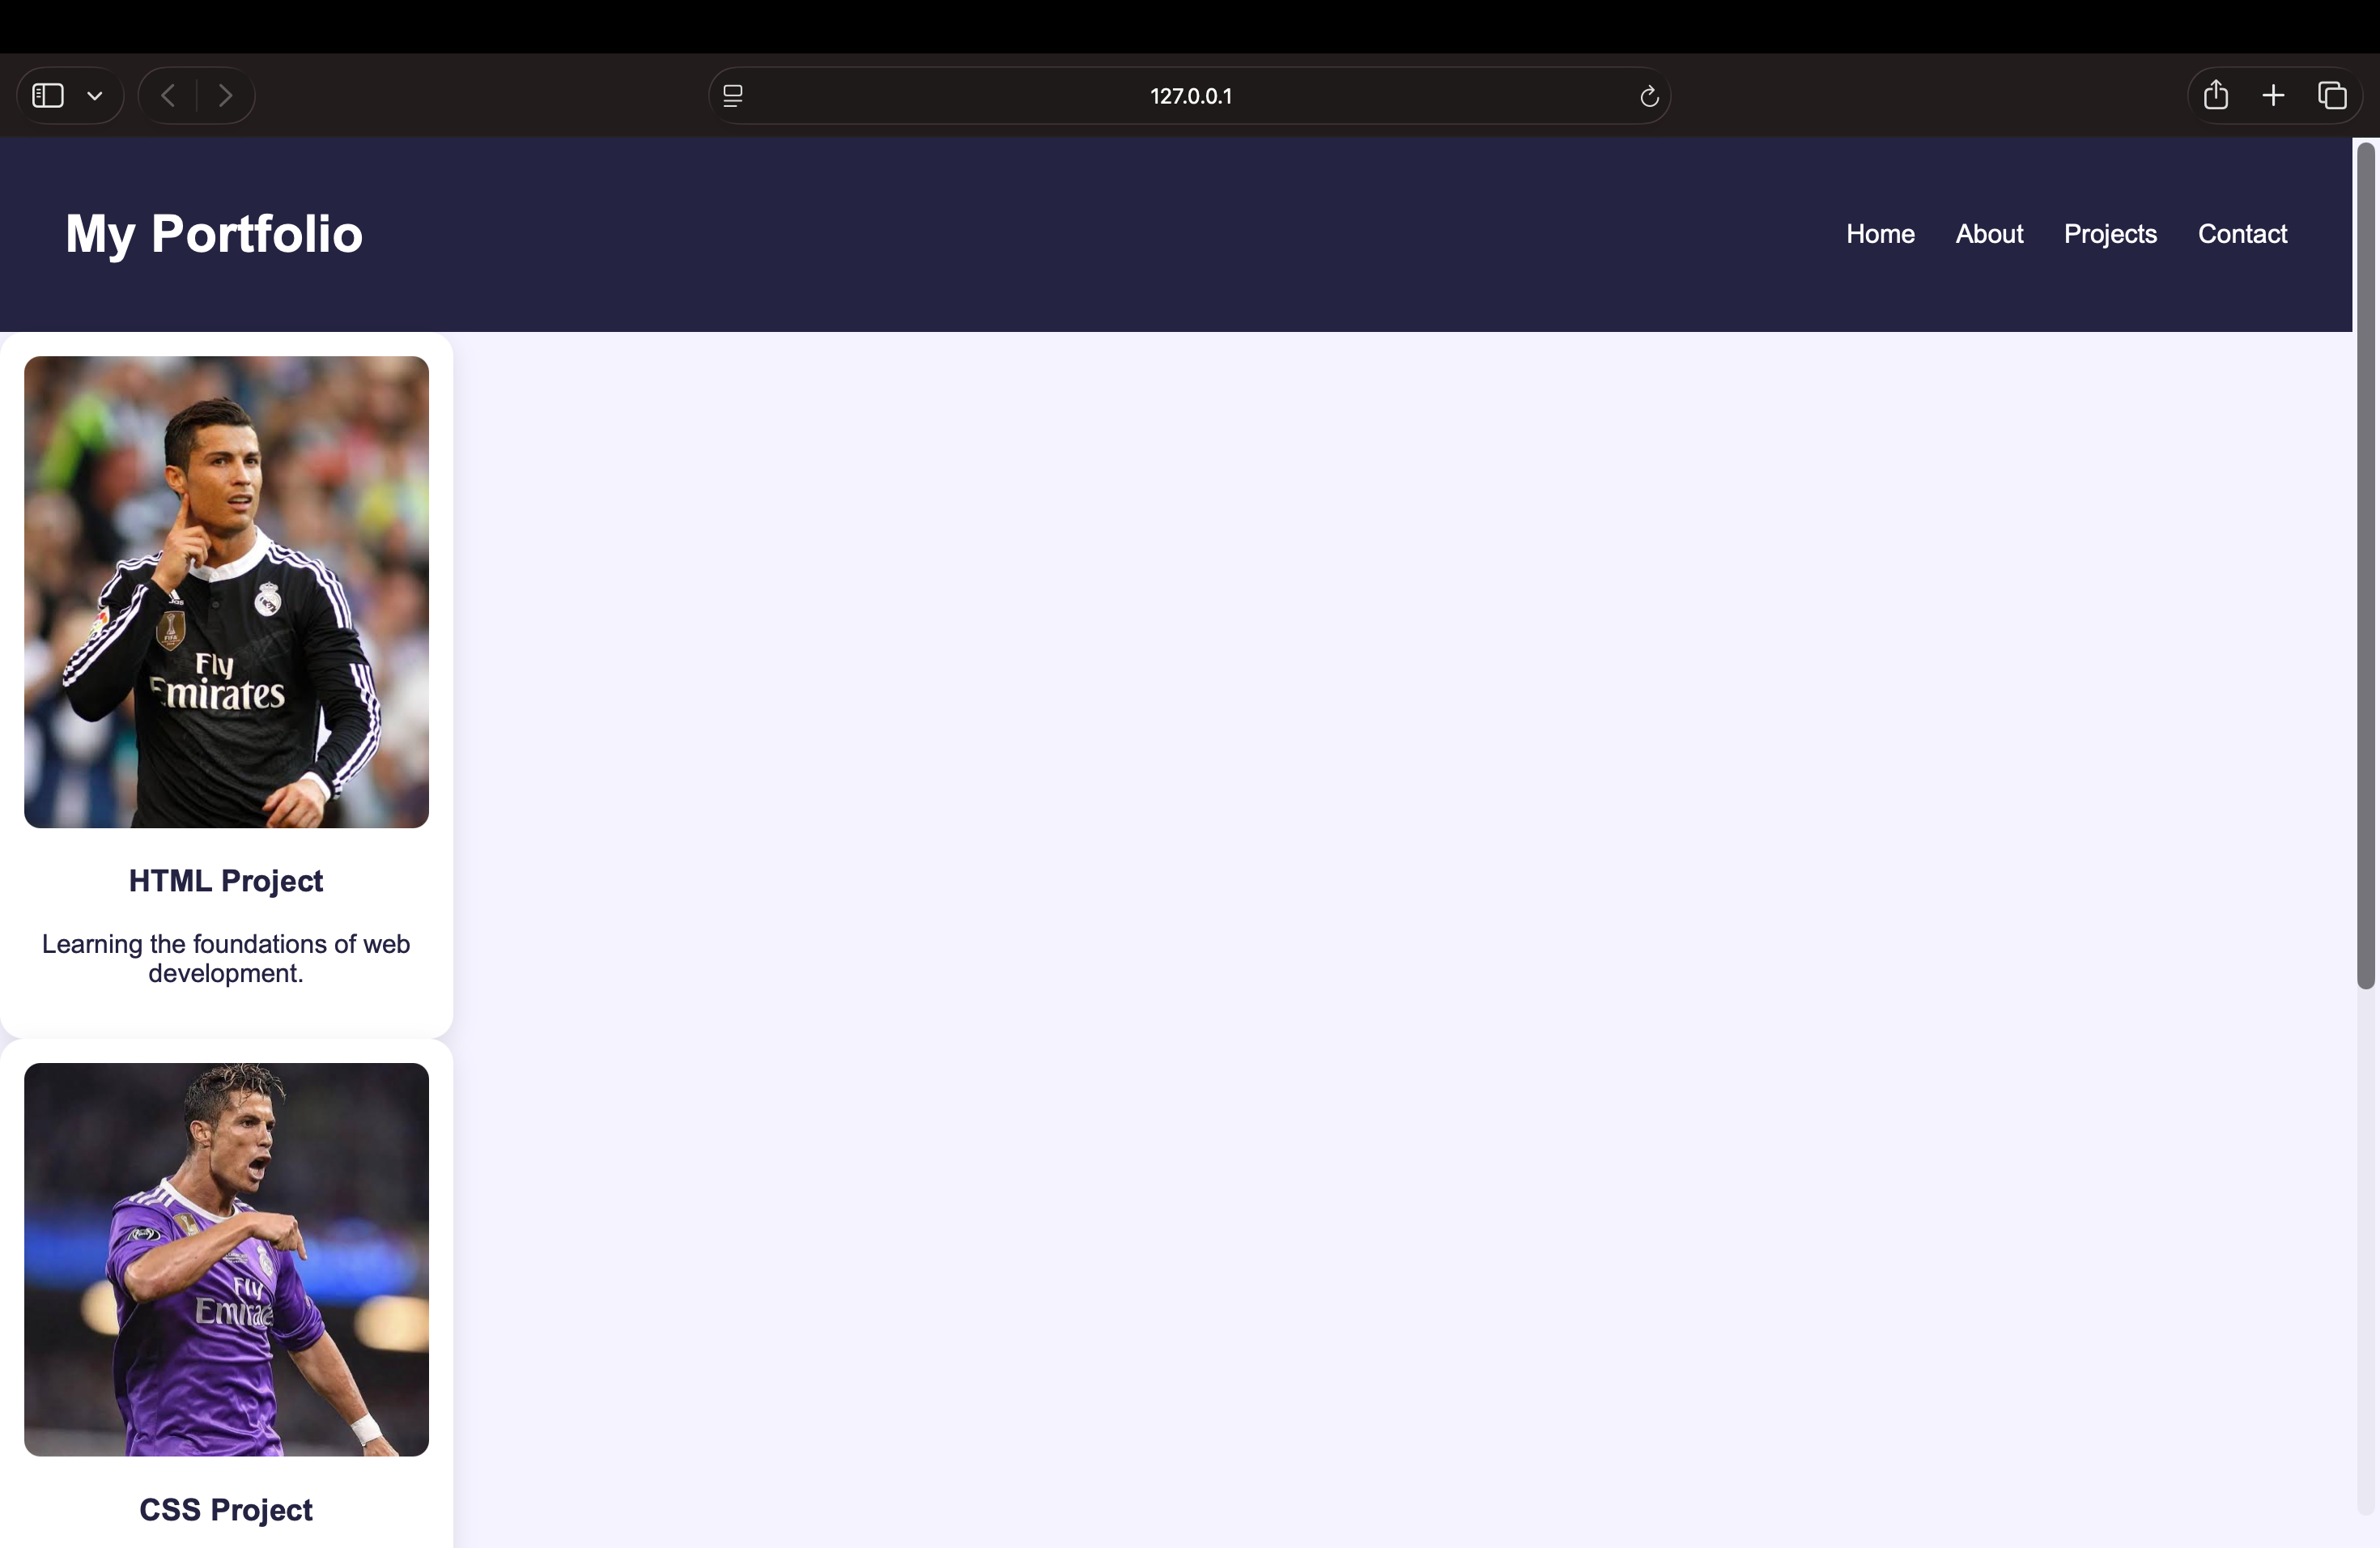 127.0.0.1
My Portfolio
Home About Projects Contact
FIFA
Fly
Emirates
HTML Project
Learning the foundations of web
development.
Fly
CSS Project